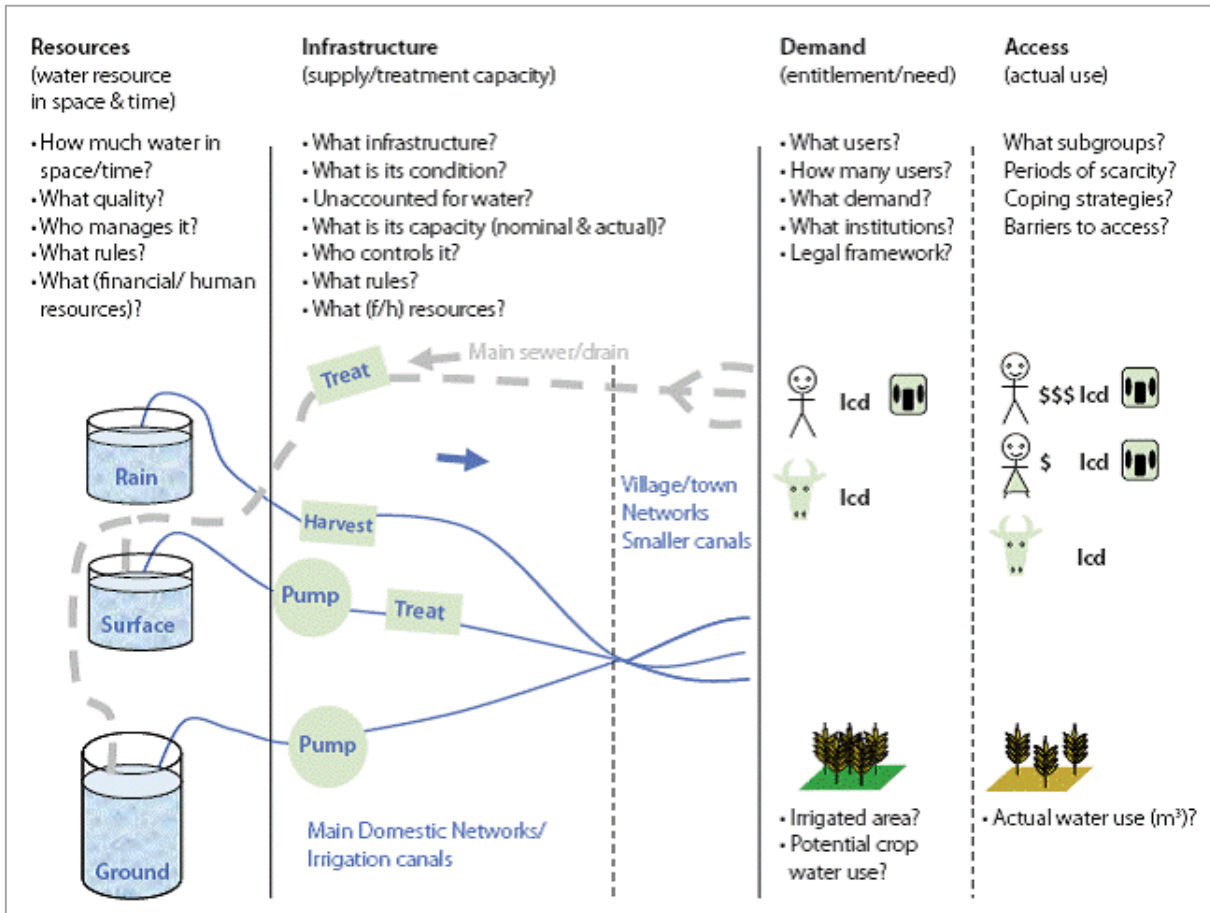 Resources
(water resource
in space & time)
• How much water in
space/time?
• What quality?
• Who manages it?
• What rules?
• What (financial/ human
resources)?
Infrastructure
(supply/treatment capacity)
• What infrastructure?
• What is its condition?
• Unaccounted for water?
• What is its capacity (nominal & actual)?
• Who controls it?
• What rules?
• What (f/h) resources?
Demand
(entitlement/need)
• What users?
• How many users?
• What demand?
• What institutions?
• Legal framework?
Access
(actual use)
What subgroups?
Periods of scarcity?
Coping strategies?
Barriers to access?
Main sewer/drain
Treat
Rain
Harvest
Surface
Pump
Treat
Ground
Pump
Village/town
Networks
Smaller canals
Main Domestic Networks/
Irrigation canals
lcd
lcd
$$$ lcd
$ lcd
lcd
• Irrigated area?
• Potential crop
water use?
• Actual water use (m³)?